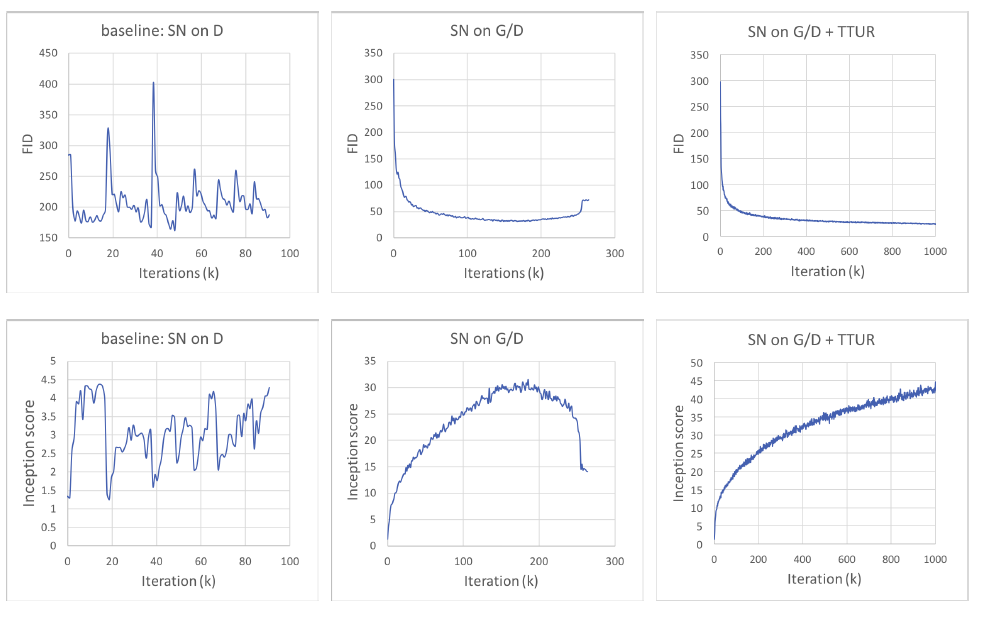 baseline: SN on D
450
400
350
300
250
200
150
FID
0 20 40 60 80 100
Iterations (k)
SN on G/D
350
300
250
200
150
100
50
0
FID
0 100 200 300
Iterations (k)
SN on G/D + TTUR
350
300
250
200
150
100
50
0
FID
0 200 400 600 800 1000
Iteration (k)
baseline: SN on D
5
4.5
4
3.5
3
2.5
2
1.5
1
0.5
0
Inception score
0 20 40 60 80 100
Iteration (k)
SN on G/D
35
30
25
20
15
10
5
0
Inception score
0 100 200 300
Iteration (k)
SN on G/D + TTUR
50
45
40
35
30
25
20
15
10
5
0
Inception score
0 200 400 600 800 1000
Iteration (k)